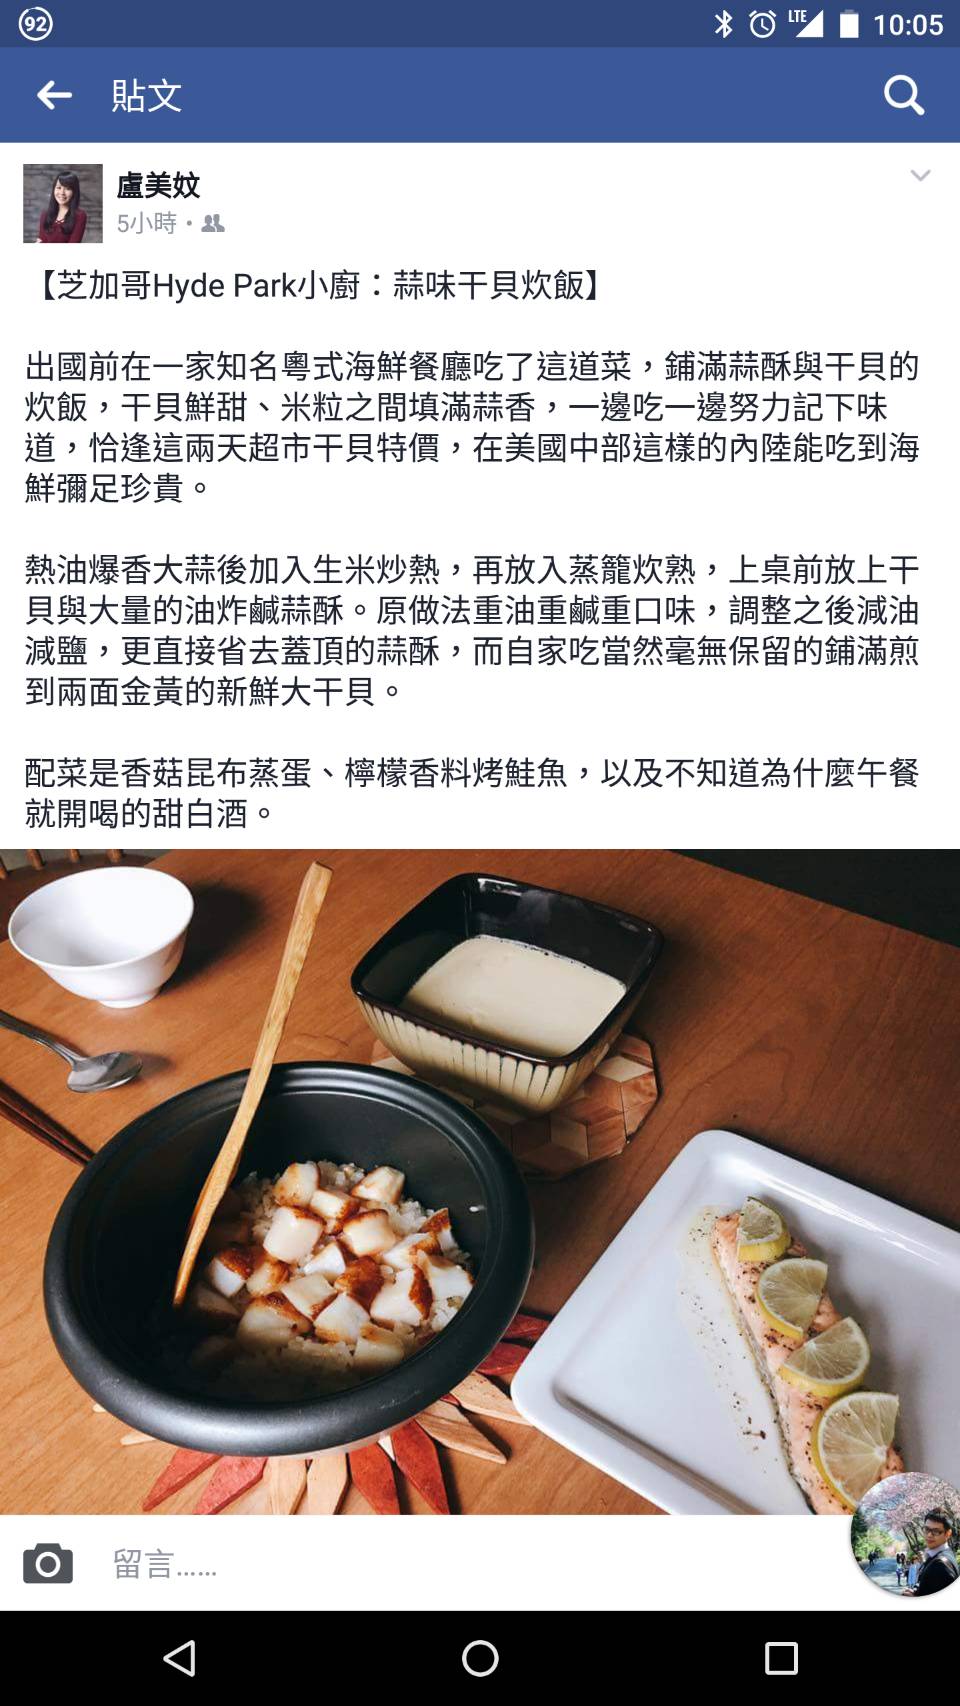 92
LTE
10:05
貼文
盧美妏
5小時・
【芝加哥Hyde Park小廚：蒜味干貝炊飯】
出國前在一家知名粵式海鮮餐廳吃了這道菜，鋪滿蒜酥與干貝的
炊飯，干貝鮮甜、米粒之間填滿蒜香，一邊吃一邊努力記下味
道，恰逢這兩天超市干貝特價，在美國中部這樣的內陸能吃到海
鮮彌足珍貴。
熱油爆香大蒜後加入生米炒熱，再放入蒸籠炊熟，上桌前放上干
貝與大量的油炸鹹蒜酥。原做法重油重鹹重口味，調整之後減油
減鹽，更直接省去蓋頂的蒜酥，而自家吃當然毫無保留的鋪滿煎
到兩面金黃的新鮮大干貝。
配菜是香菇昆布蒸蛋、檸檬香料烤鮭魚，以及不知道為什麼午餐
就開喝的甜白酒。
留言......